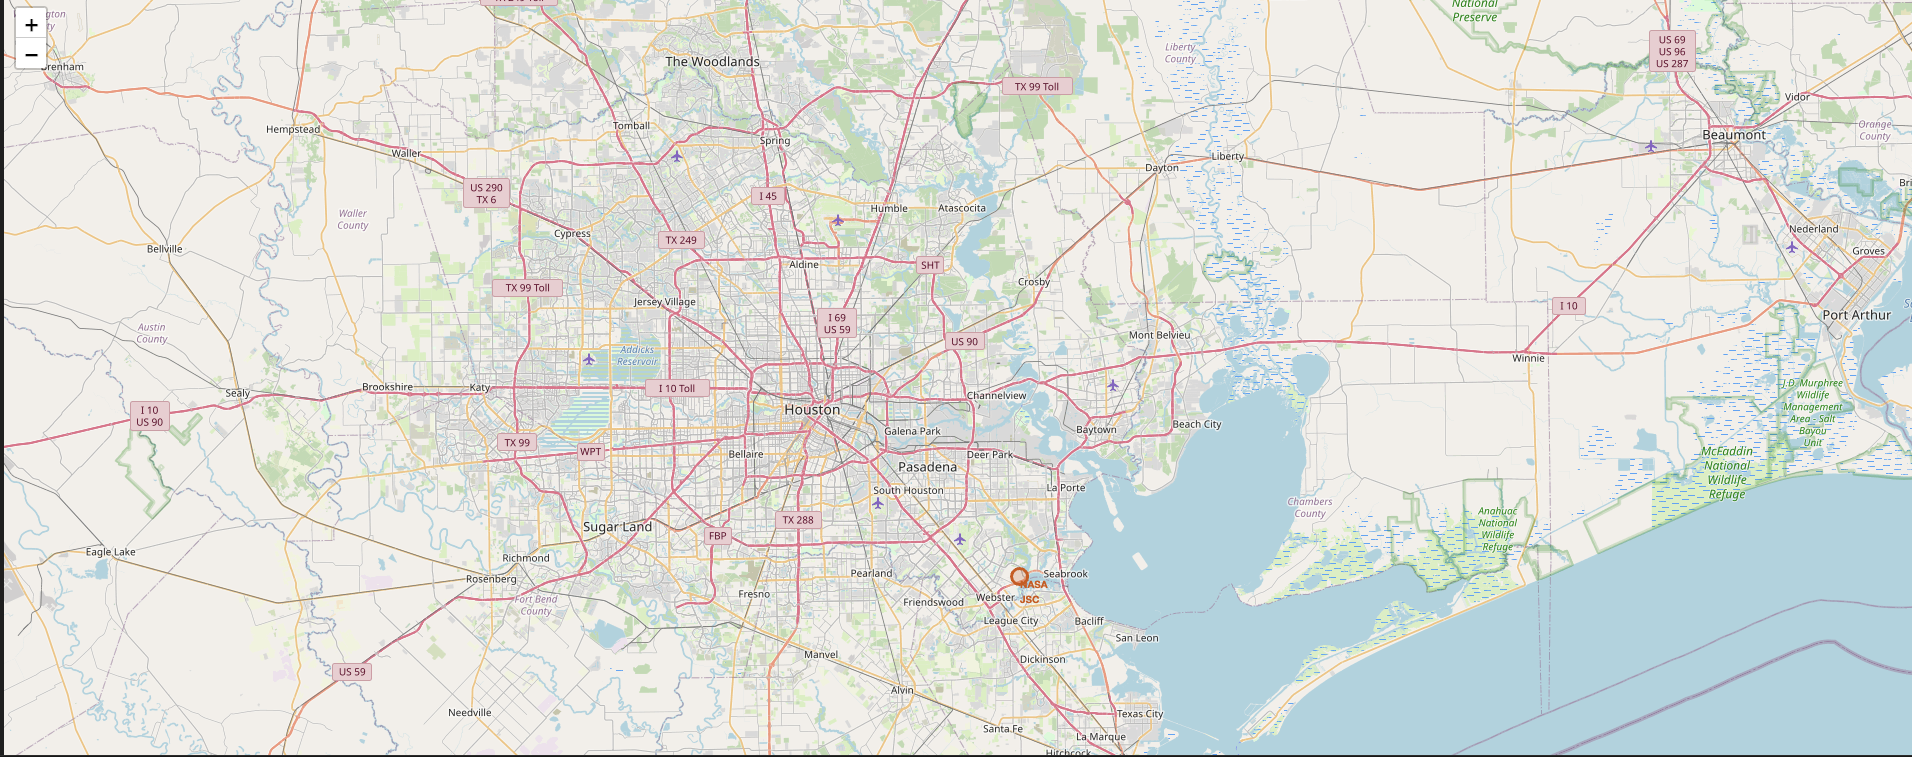 +
−
National
Preserve
Liberty
County
US 69
US 96
US 287
The Woodlands
TX 99 Toll
Vidor
Tomball
Hempstead
Spring
Beaumont
Orange
County
Waller
Dayton
Liberty
US 290
TX 6
I 45
Humble
Atascocita
Waller
County
Cypress
TX 249
Nederland
Bellville
Groves
Aldine
SHT
TX 99 Toll
Crosby
Jersey Village
I 10
Port Arthur
I 69
US 59
Austin
County
US 90
Mont Belvieu
Addicks
Reservoir
Winnie
Brookshire
Katy
I 10 Toll
Sealy
Channelview
J.D. Murphree
Wildlife
Management
Area- Salt
Bayou
Unit
I 10
US 90
Houston
Beach City
Galena Park
Baytown
TX 99
WPT
Bellaire
Deer Park
McFaddin
National
Wildlife
Refuge
Pasadena
La Porte
South Houston
Chambers
County
Anahuac
National
Wildlife
Refuge
Sugar Land
TX 288
FBP
Eagle Lake
Richmond
Rosenberg
Pearland
Seabrook
NASA
JSC
Fort Bend
County
Fresno
Webster
Friendswood
League City
Bacliff
San Leon
Manvel
Dickinson
US 59
Alvin
Needville
Texas City
Santa Fe
La Marque
Hitchcock